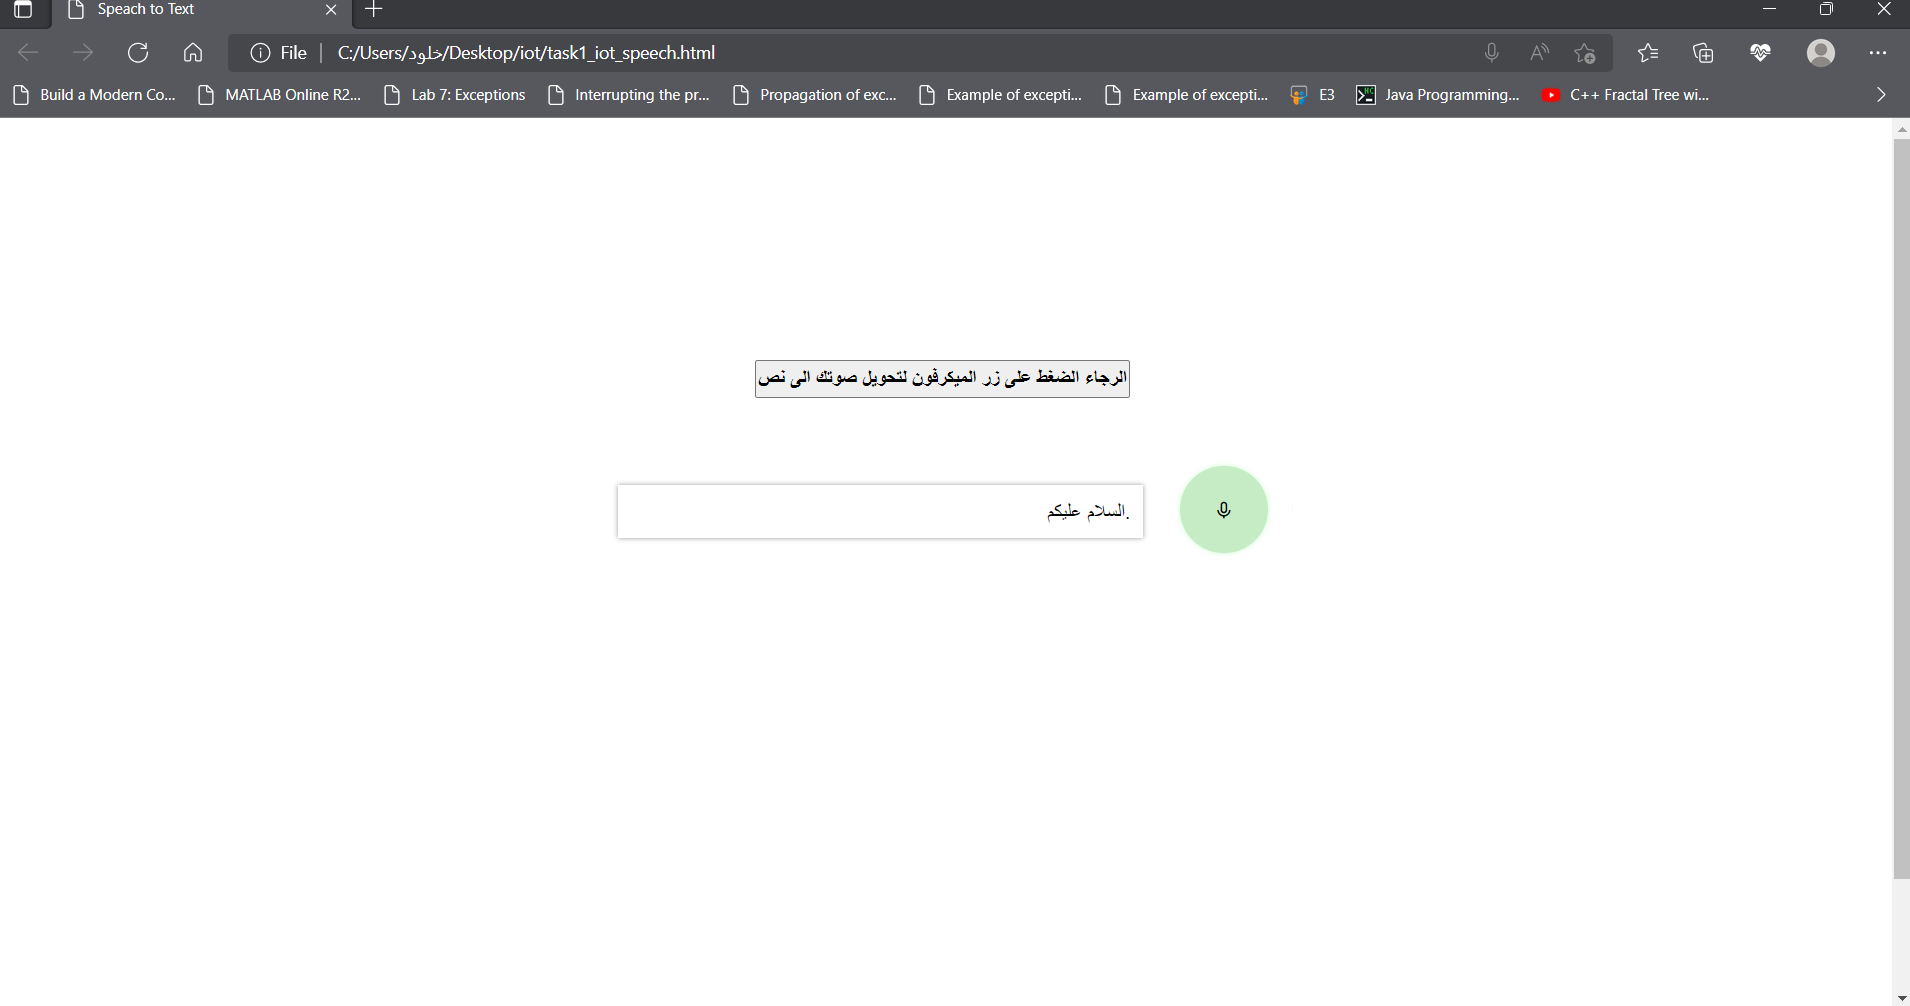 Speach to Text
File
C:/Users/خلود/Desktop/iot/task1_iot_speech.html
Build a Modern Co...
MATLAB Online R2...
Lab 7: Exceptions
Interrupting the pr...
Propagation of exc...
Example of excepti...
Example of excepti...
E3
Java Programming...
C++ Fractal Tree wi...
الرجاء الضغط على زر الميكرفون لتحويل صوتك الى نص
السلام عليكم.